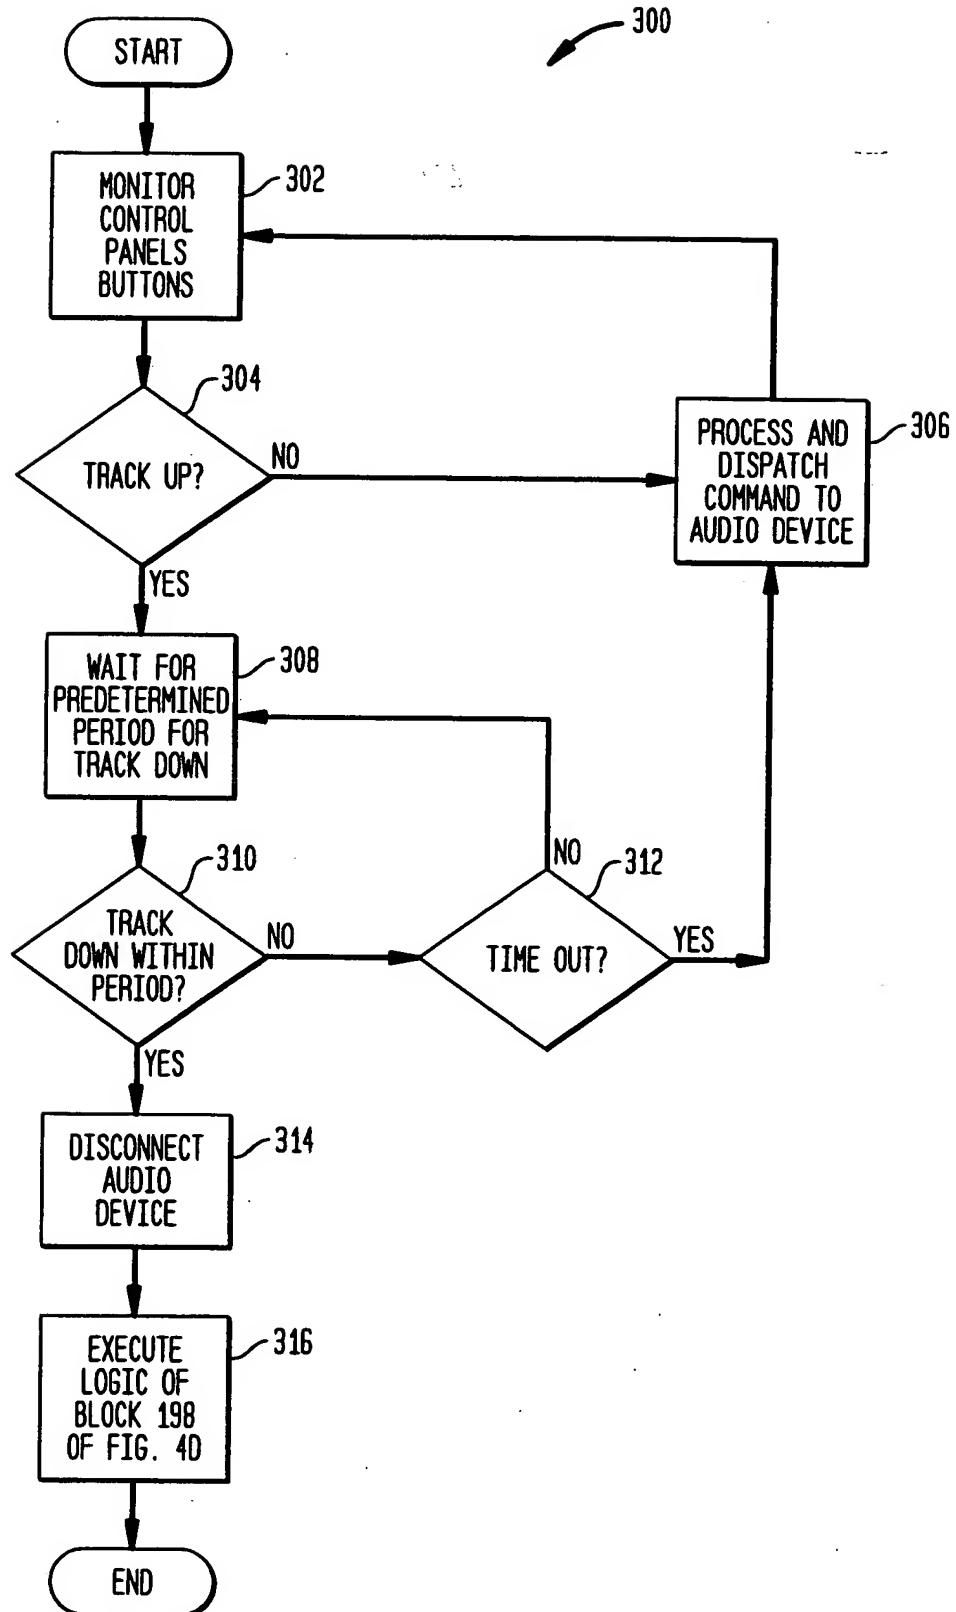 300
START
302
MONITOR
CONTROL
PANELS
BUTTONS
304
TRACK UP?
NO
YES
306
PROCESS AND
DISPATCH
COMMAND TO
AUDIO DEVICE
308
WAIT FOR
PREDETERMINED
PERIOD FOR
TRACK DOWN
310
TRACK
DOWN WITHIN
PERIOD?
NO
YES
312
TIME OUT?
NO
YES
314
DISCONNECT
AUDIO
DEVICE
316
EXECUTE
LOGIC OF
BLOCK 198
OF FIG. 4D
END